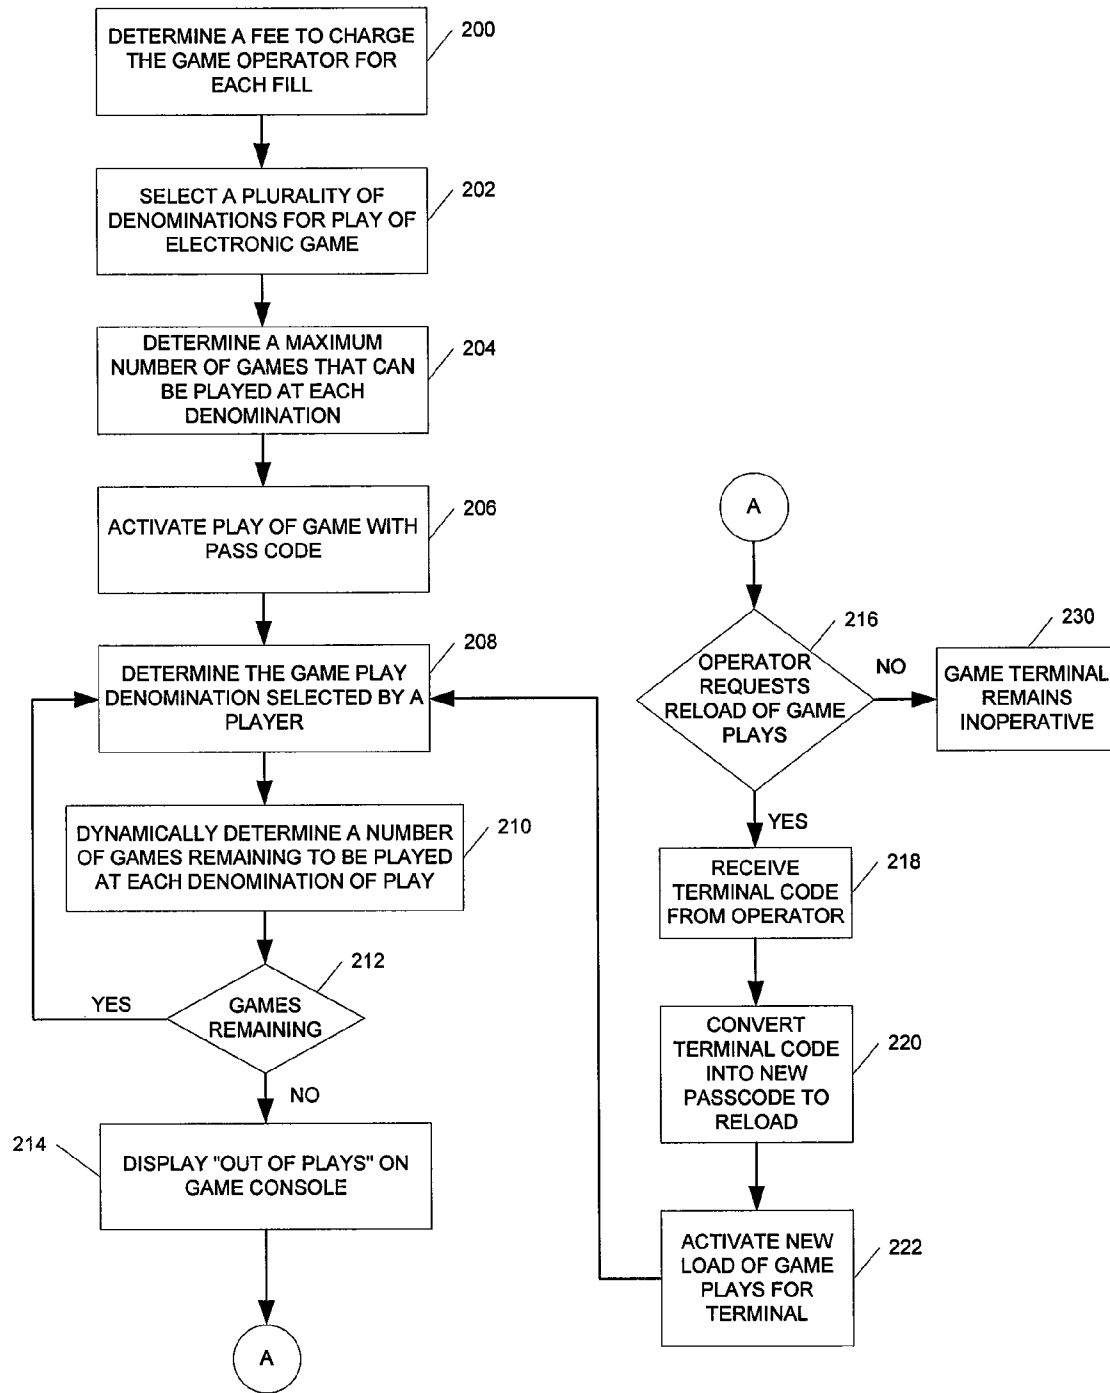 DETERMINE A FEE TO CHARGE
THE GAME OPERATOR FOR
EACH FILL
200
SELECT A PLURALITY OF
DENOMINATIONS FOR PLAY OF
ELECTRONIC GAME
202
DETERMINE A MAXIMUM
NUMBER OF GAMES THAT CAN
BE PLAYED AT EACH
DENOMINATION
204
ACTIVATE PLAY OF GAME WITH
PASS CODE
206
DETERMINE THE GAME PLAY
DENOMINATION SELECTED BY A
PLAYER
208
DYNAMICALLY DETERMINE A NUMBER
OF GAMES REMAINING TO BE PLAYED
AT EACH DENOMINATION OF PLAY
210
GAMES
REMAINING
212
YES
NO
DISPLAY "OUT OF PLAYS" ON
GAME CONSOLE
214
A
A
OPERATOR
REQUESTS
RELOAD OF GAME
PLAYS
216
NO
GAME TERMINAL
REMAINS
INOPERATIVE
230
YES
RECEIVE
TERMINAL CODE
FROM OPERATOR
218
CONVERT
TERMINAL CODE
INTO NEW
PASSCODE TO
RELOAD
220
ACTIVATE NEW
LOAD OF GAME
PLAYS FOR
TERMINAL
222